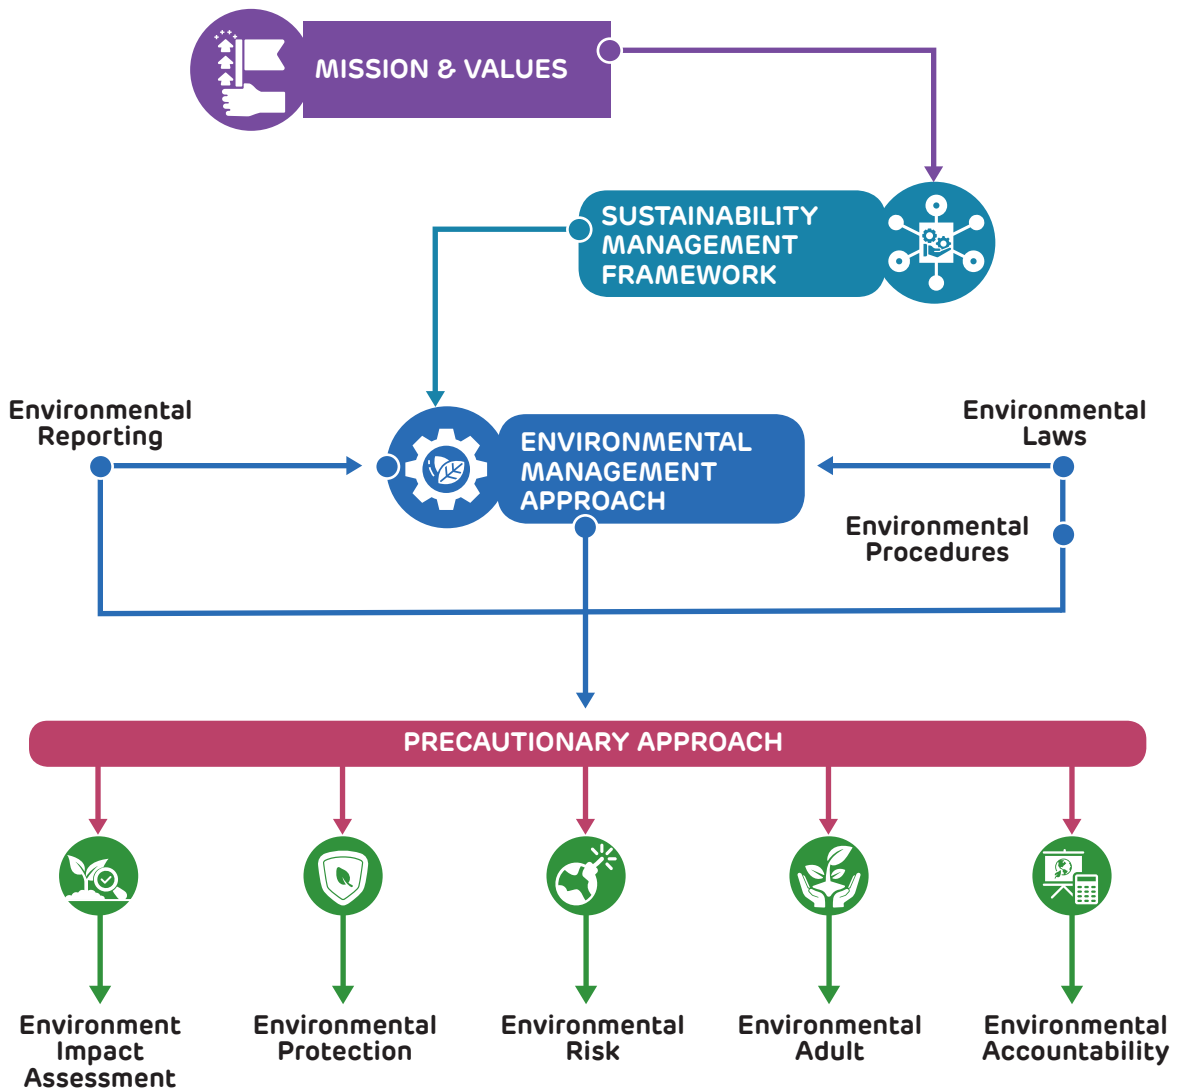 MISSION & VALUES
SUSTAINABILITY
MANAGEMENT
FRAMEWORK
Environmental
Reporting
ENVIRONMENTAL
MANAGEMENT
APPROACH
Environmental
Laws
Environmental
Procedures
PRECAUTIONARY APPROACH
Environment
Impact
Assessment
Environmental
Protection
Environmental
Risk
Environmental
Adult
Environmental
Accountability